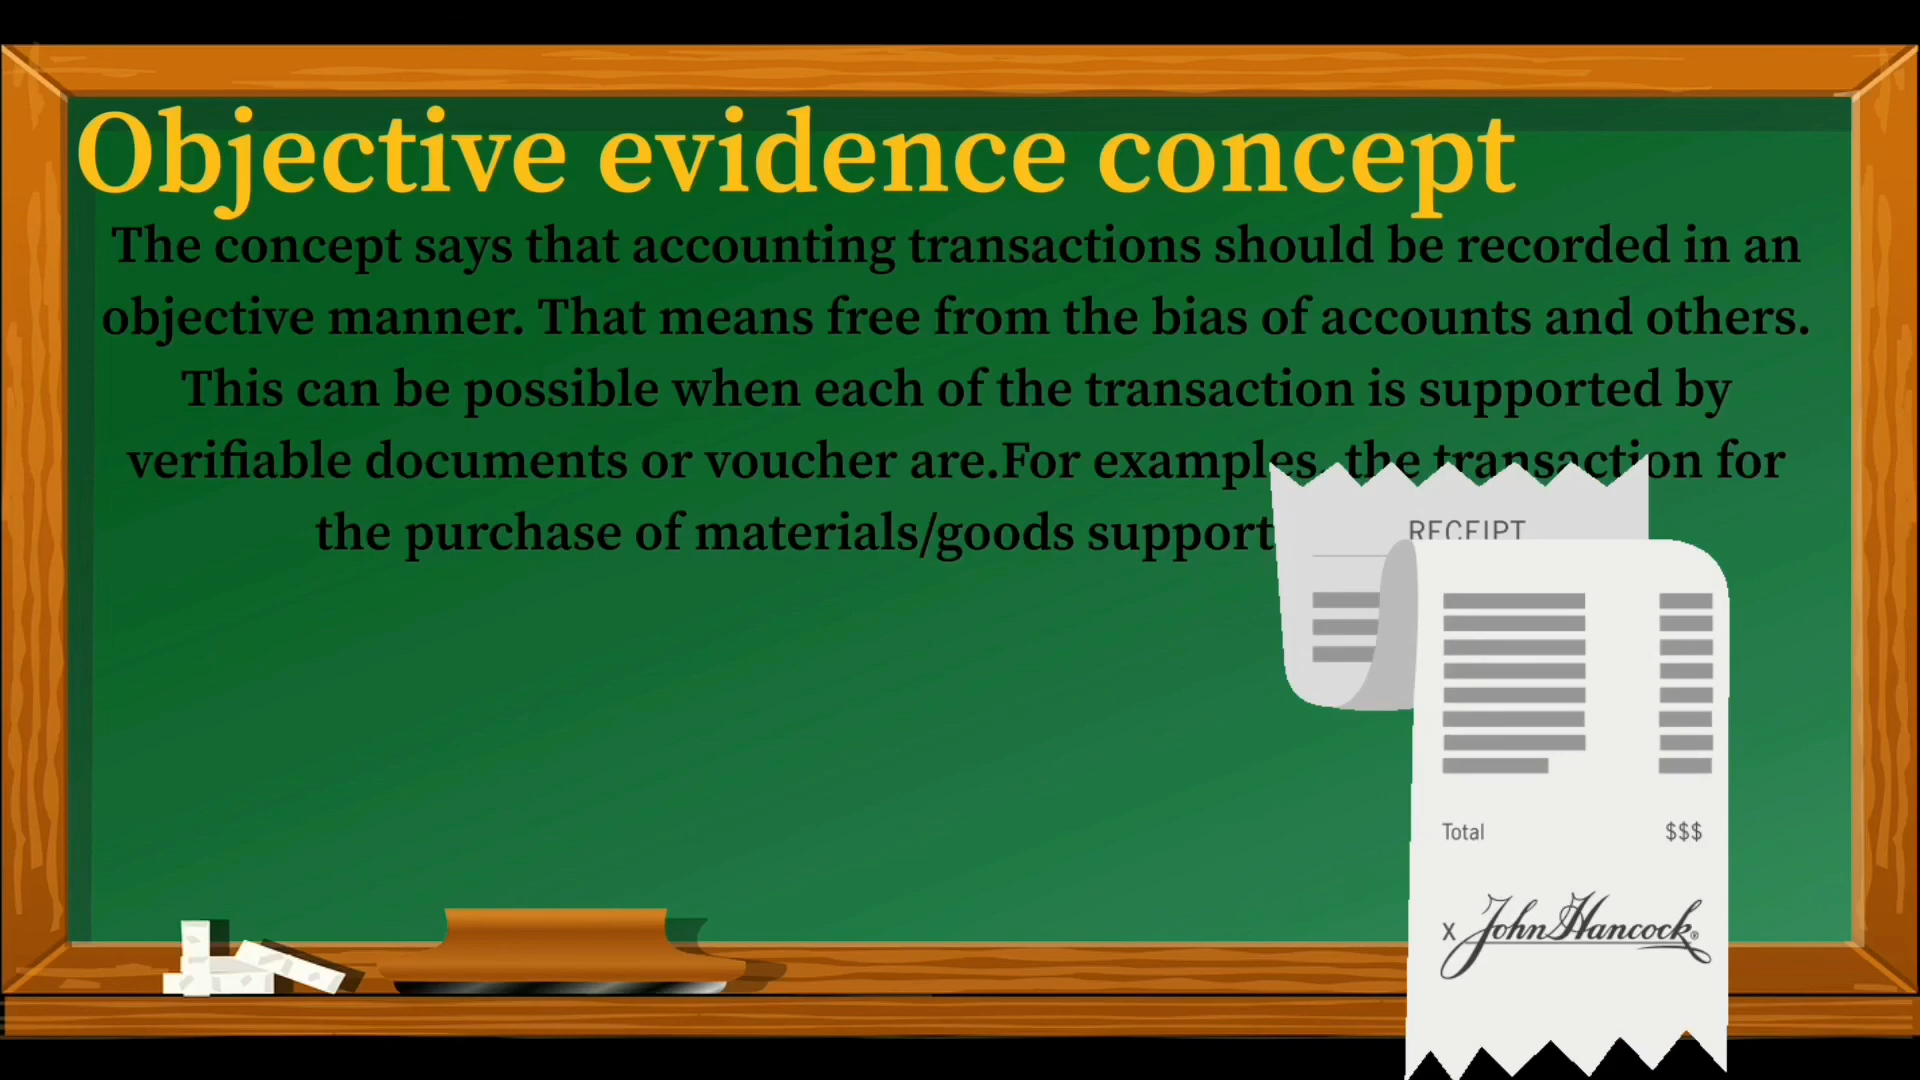 Objective evidence concept
The concept says that accounting transactions should be recorded in an
objective manner. That means free from the bias of accounts and others.
This can be possible when each of the transaction is supported by
verifiable documents or voucher are.For examples, the transaction for
the purchase of materials/goods support
RECEIPT
Total $$$
x John Hancock®